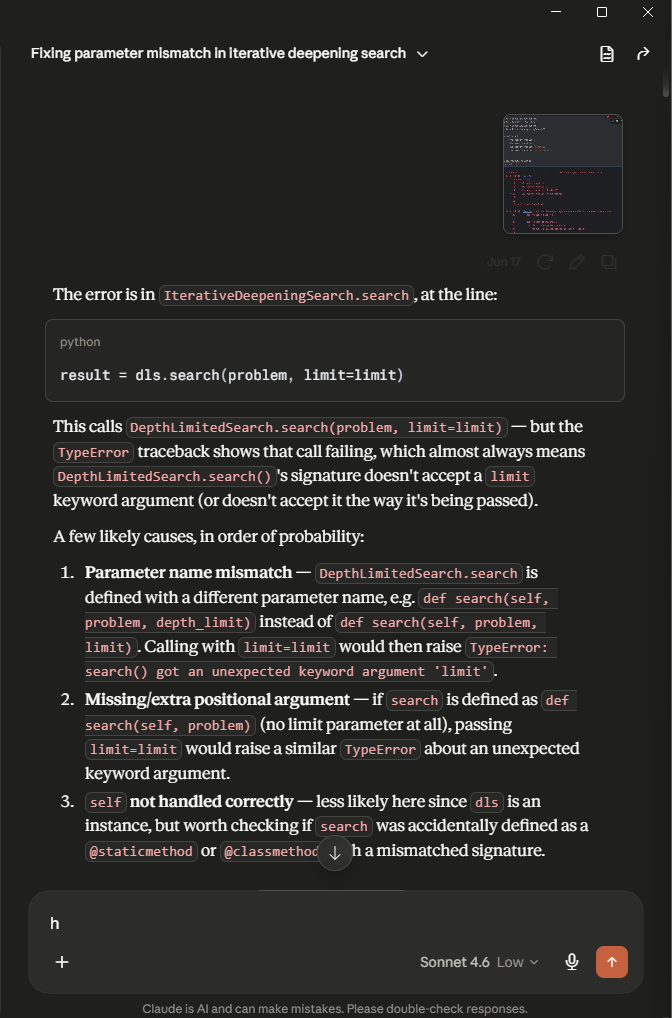 Fixing parameter mismatch in iterative deepening search
Jun 17
The error is in IterativeDeepeningSearch.search, at the line:
python
result = dls.search(problem, limit=limit)
This calls DepthLimitedSearch.search(problem, limit=limit) — but the
TypeError traceback shows that call failing, which almost always means
DepthLimitedSearch.search()'s signature doesn't accept a limit
keyword argument (or doesn't accept it the way it's being passed).
A few likely causes, in order of probability:
1. Parameter name mismatch — DepthLimitedSearch.search is
defined with a different parameter name, e.g. def search(self,
problem, depth_limit) instead of def search(self, problem,
limit). Calling with limit=limit would then raise TypeError:
search() got an unexpected keyword argument 'limit'.
2. Missing/extra positional argument — if search is defined as def
search(self, problem) (no limit parameter at all), passing
limit=limit would raise a similar TypeError about an unexpected
keyword argument.
3. self not handled correctly — less likely here since dls is an
instance, but worth checking if search was accidentally defined as a
@staticmethod or @classmethod h a mismatched signature.
h
Sonnet 4.6 Low
Claude is AI and can make mistakes. Please double-check responses.